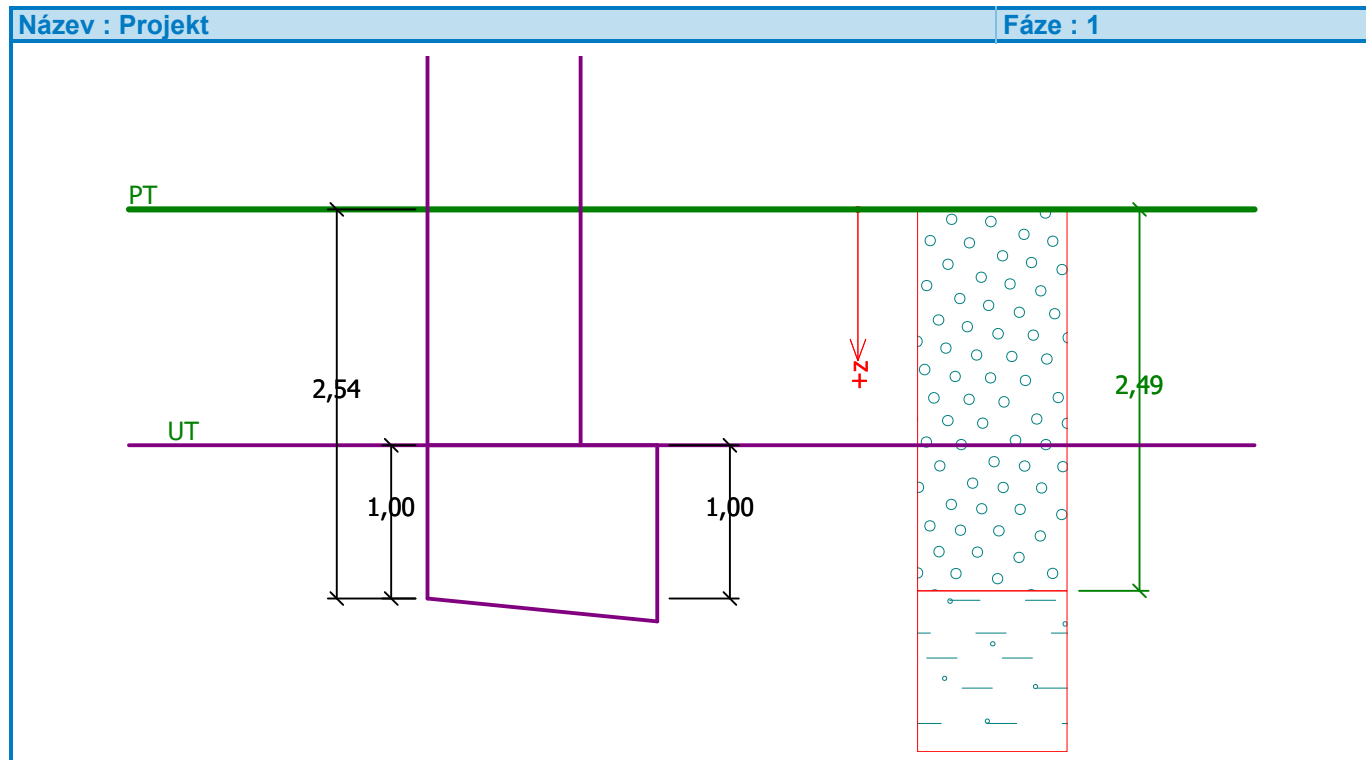 Název : Projekt
Fáze : 1
PT
+z
2,54
2,49
UT
1,00
1,00